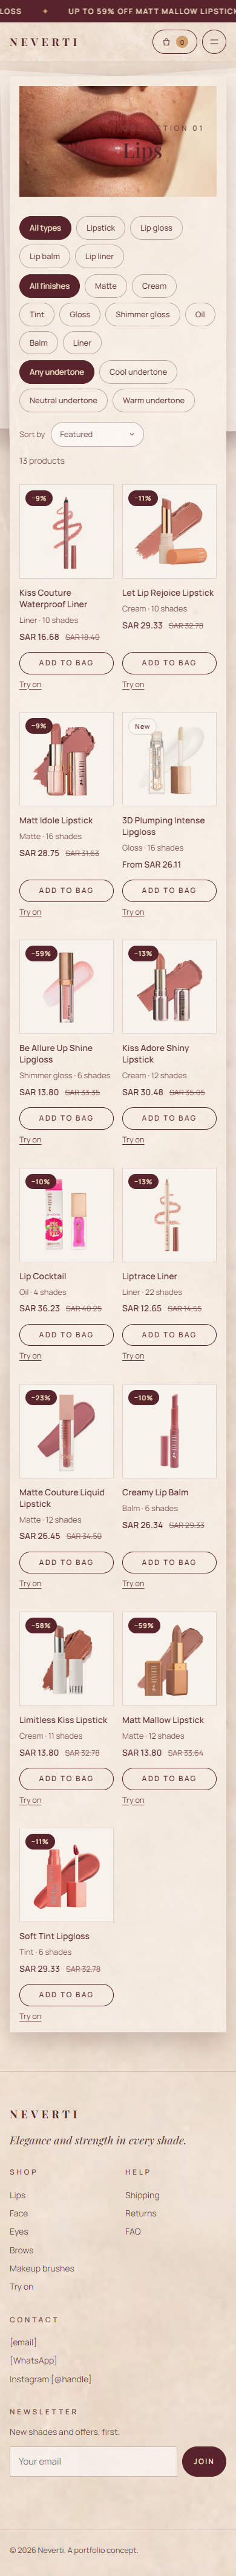 LOSS ✦ UP TO 59% OFF MATT MALLOW LIPSTICK
NEVERTI
0
Lips
All types
Lipstick
Lip gloss
Lip balm
Lip liner
All finishes
Matte
Cream
Tint
Gloss
Shimmer gloss
Oil
Balm
Liner
Any undertone
Cool undertone
Neutral undertone
Warm undertone
Sort by
Featured
13 products
−9%
Kiss Couture
Waterproof Liner
Liner · 10 shades
SAR 16.68 SAR 18.40
ADD TO BAG
Try on
−11%
Let Lip Rejoice Lipstick
Cream · 10 shades
SAR 29.33 SAR 32.78
ADD TO BAG
Try on
−9%
Matt Idole Lipstick
Matte · 16 shades
SAR 28.75 SAR 31.63
ADD TO BAG
Try on
New
3D Plumping Intense
Lipgloss
Gloss · 16 shades
From SAR 26.11
ADD TO BAG
Try on
−59%
Be Allure Up Shine
Lipgloss
Shimmer gloss · 6 shades
SAR 13.80 SAR 33.35
ADD TO BAG
Try on
−13%
Kiss Adore Shiny
Lipstick
Cream · 12 shades
SAR 30.48 SAR 35.05
ADD TO BAG
Try on
−10%
Lip Cocktail
Oil · 4 shades
SAR 36.23 SAR 40.25
ADD TO BAG
Try on
−13%
Liptrace Liner
Liner · 22 shades
SAR 12.65 SAR 14.55
ADD TO BAG
Try on
−23%
Matte Couture Liquid
Lipstick
Matte · 12 shades
SAR 26.45 SAR 34.50
ADD TO BAG
Try on
−10%
Creamy Lip Balm
Balm · 6 shades
SAR 26.34 SAR 29.33
ADD TO BAG
Try on
−58%
Limitless Kiss Lipstick
Cream · 11 shades
SAR 13.80 SAR 32.78
ADD TO BAG
Try on
−59%
Matt Mallow Lipstick
Matte · 12 shades
SAR 13.80 SAR 33.64
ADD TO BAG
Try on
−11%
Soft Tint Lipgloss
Tint · 6 shades
SAR 29.33 SAR 32.78
ADD TO BAG
Try on
NEVERTI
Elegance and strength in every shade.
SHOP
Lips
Face
Eyes
Brows
Makeup brushes
Try on
HELP
Shipping
Returns
FAQ
CONTACT
[email]
[WhatsApp]
Instagram [@handle]
NEWSLETTER
New shades and offers, first.
Your email
JOIN
© 2026 Neverti. A portfolio concept.